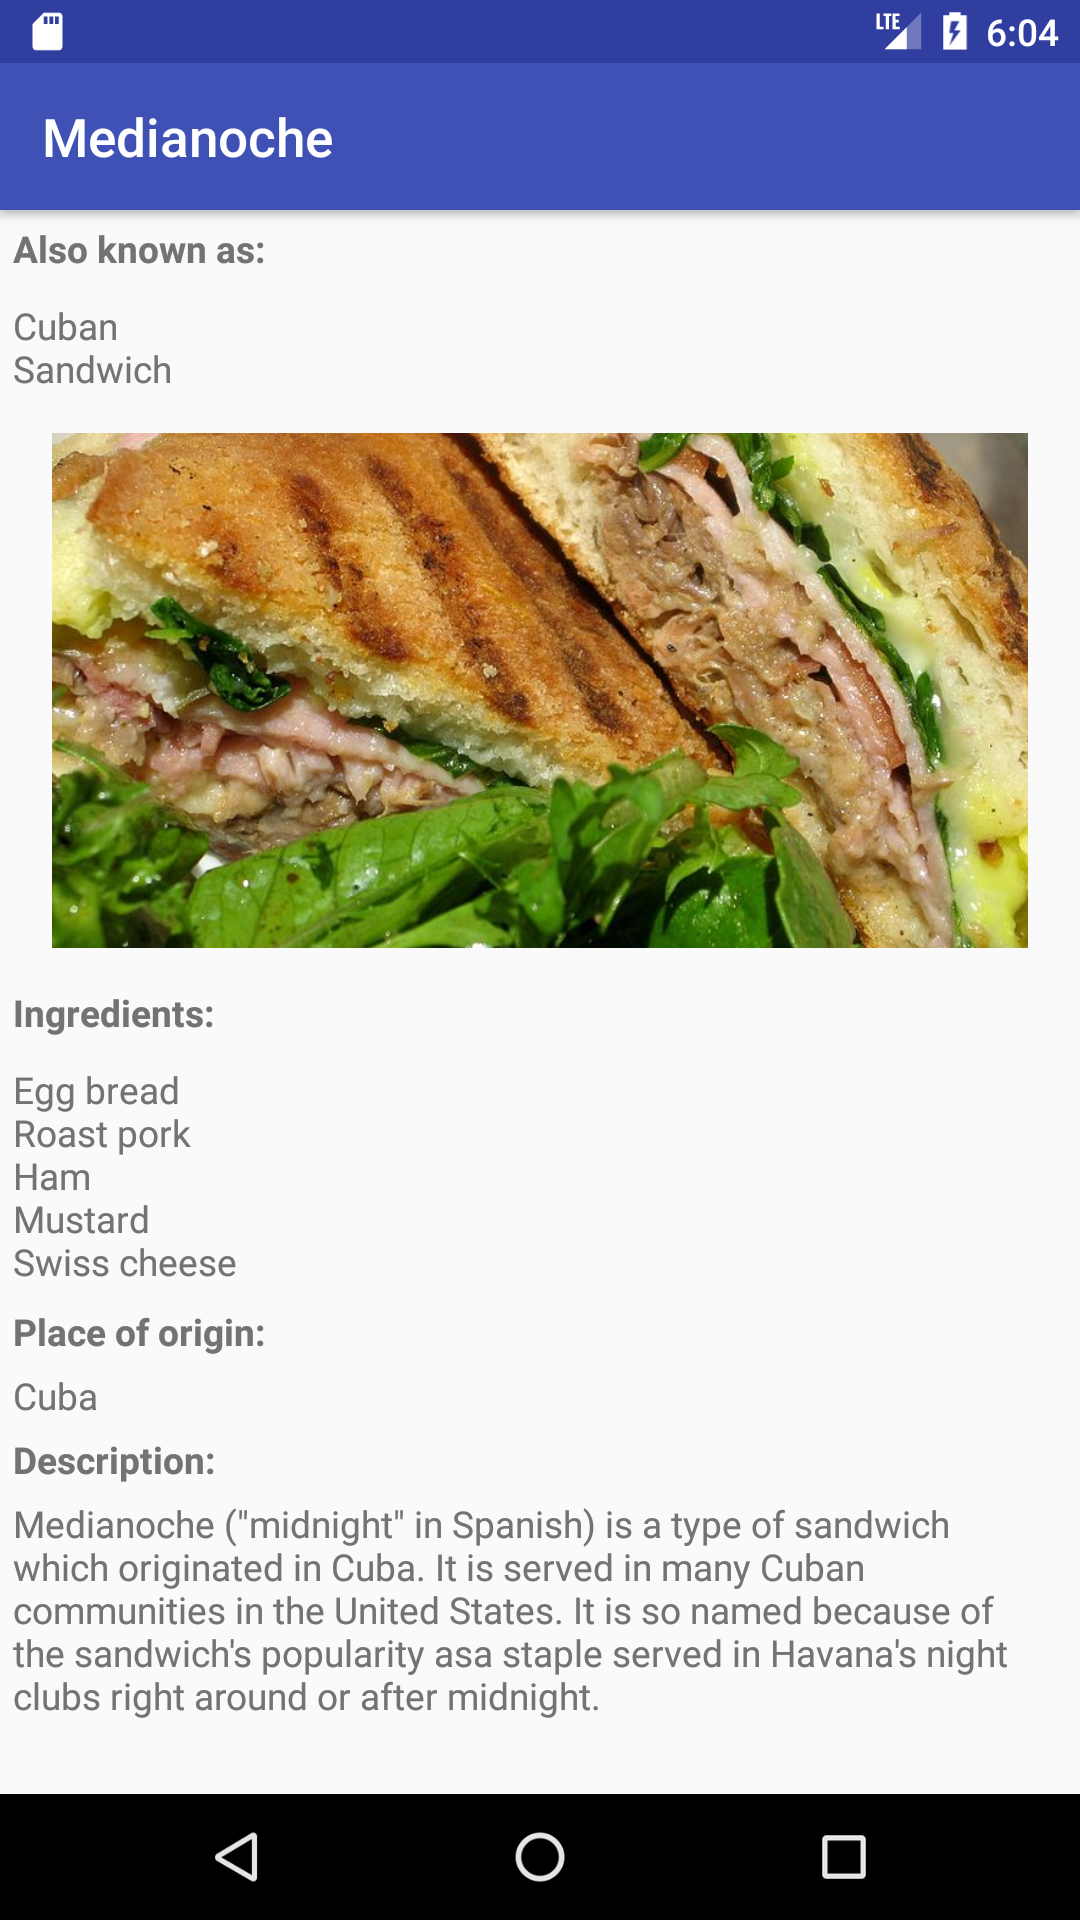 LTE 6:04
Medianoche
Also known as:
Cuban
Sandwich
Ingredients:
Egg bread
Roast pork
Ham
Mustard
Swiss cheese
Place of origin:
Cuba
Description:
Medianoche ("midnight" in Spanish) is a type of sandwich
which originated in Cuba. It is served in many Cuban
communities in the United States. It is so named because of
the sandwich's popularity asa staple served in Havana's night
clubs right around or after midnight.